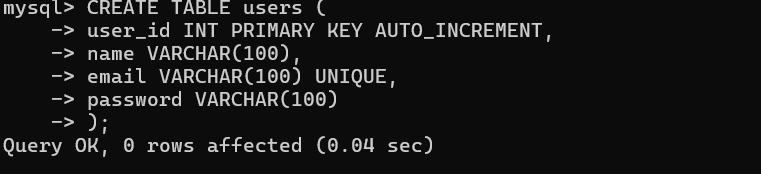 mysql> CREATE TABLE users (
    -> user_id INT PRIMARY KEY AUTO_INCREMENT,
    -> name VARCHAR(100),
    -> email VARCHAR(100) UNIQUE,
    -> password VARCHAR(100)
    -> );
Query OK, 0 rows affected (0.04 sec)